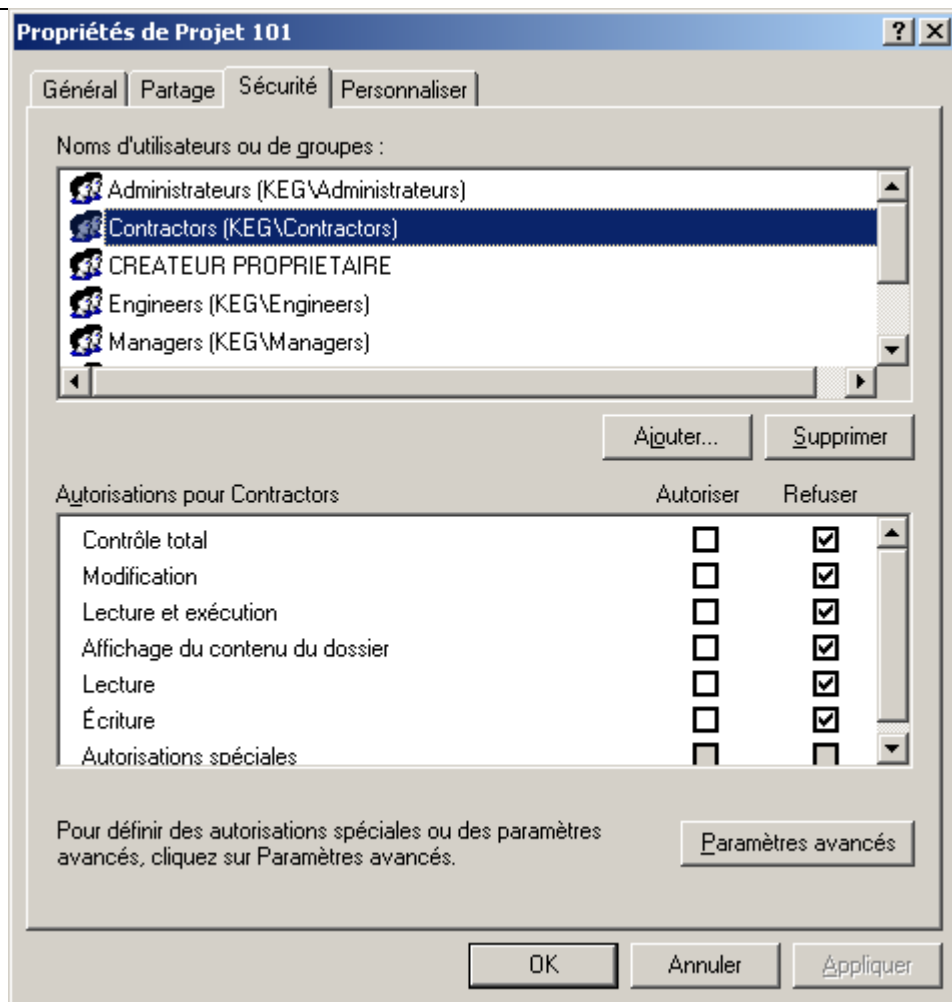 Propriétés de Projet 101
Général Partage Sécurité Personnaliser
Noms d'utilisateurs ou de groupes :
Administrateurs (KEG\Administrateurs)
Contractors (KEG\Contractors)
CREATEUR PROPRIETAIRE
Engineers (KEG\Engineers)
Managers (KEG\Managers)
Ajouter... Supprimer
Autorisations pour Contractors Autoriser Refuser
Contrôle total
Modification
Lecture et exécution
Affichage du contenu du dossier
Lecture
Écriture
Autorisations spéciales
Pour définir des autorisations spéciales ou des paramètres
avancés, cliquez sur Paramètres avancés.
Paramètres avancés
OK Annuler Appliquer